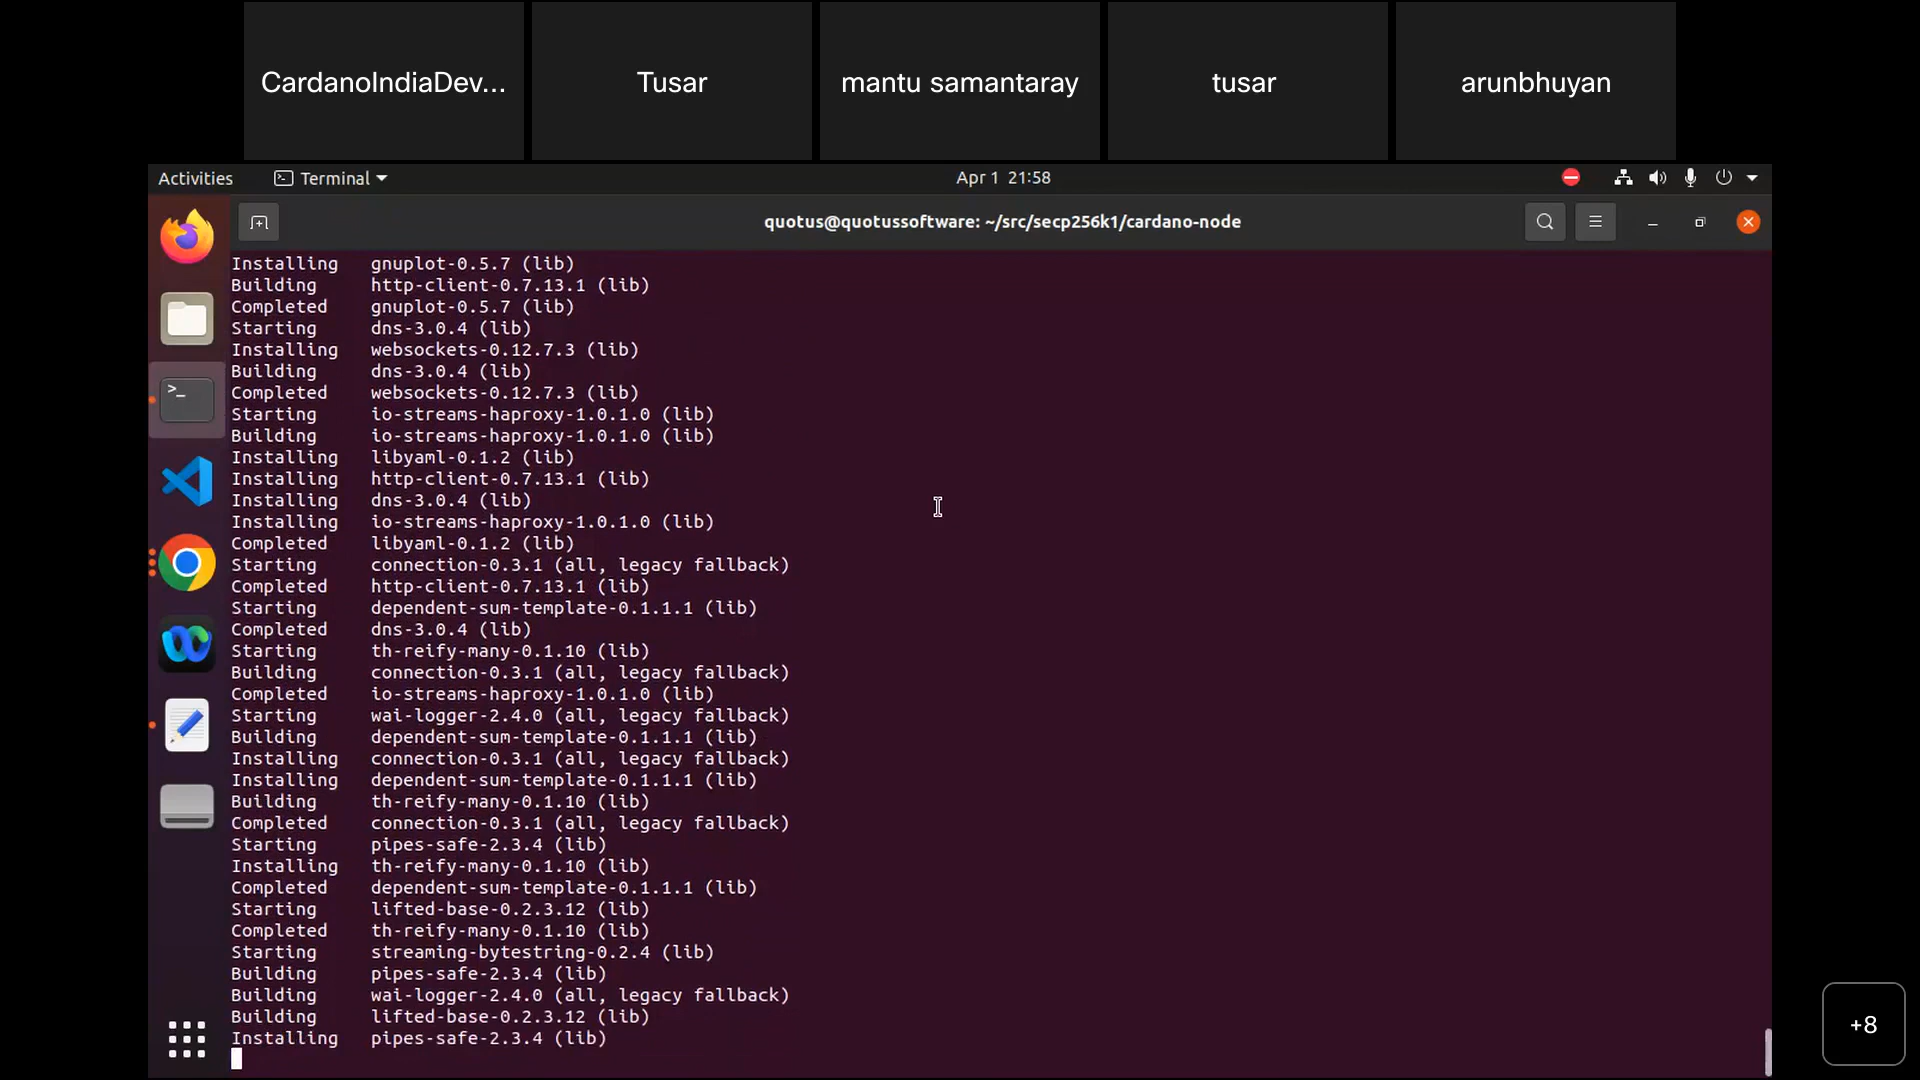 CardanoIndiaDev...
Tusar
mantu samantaray
tusar
arunbhuyan
Activities
Terminal
Apr 1 21:58
quotus@quotussoftware: ~/src/secp256k1/cardano-node
Installing gnuplot-0.5.7 (lib)
Building http-client-0.7.13.1 (lib)
Completed gnuplot-0.5.7 (lib)
Starting dns-3.0.4 (lib)
Installing websockets-0.12.7.3 (lib)
Building dns-3.0.4 (lib)
Completed websockets-0.12.7.3 (lib)
Starting io-streams-haproxy-1.0.1.0 (lib)
Building io-streams-haproxy-1.0.1.0 (lib)
Installing libyaml-0.1.2 (lib)
Installing http-client-0.7.13.1 (lib)
Installing dns-3.0.4 (lib)
Installing io-streams-haproxy-1.0.1.0 (lib)
Completed libyaml-0.1.2 (lib)
Starting connection-0.3.1 (all, legacy fallback)
Completed http-client-0.7.13.1 (lib)
Starting dependent-sum-template-0.1.1.1 (lib)
Completed dns-3.0.4 (lib)
Starting th-reify-many-0.1.10 (lib)
Building connection-0.3.1 (all, legacy fallback)
Completed io-streams-haproxy-1.0.1.0 (lib)
Starting wai-logger-2.4.0 (all, legacy fallback)
Building dependent-sum-template-0.1.1.1 (lib)
Installing connection-0.3.1 (all, legacy fallback)
Installing dependent-sum-template-0.1.1.1 (lib)
Building th-reify-many-0.1.10 (lib)
Completed connection-0.3.1 (all, legacy fallback)
Starting pipes-safe-2.3.4 (lib)
Installing th-reify-many-0.1.10 (lib)
Completed dependent-sum-template-0.1.1.1 (lib)
Starting lifted-base-0.2.3.12 (lib)
Completed th-reify-many-0.1.10 (lib)
Starting streaming-bytestring-0.2.4 (lib)
Building pipes-safe-2.3.4 (lib)
Building wai-logger-2.4.0 (all, legacy fallback)
Building lifted-base-0.2.3.12 (lib)
Installing pipes-safe-2.3.4 (lib)
+8